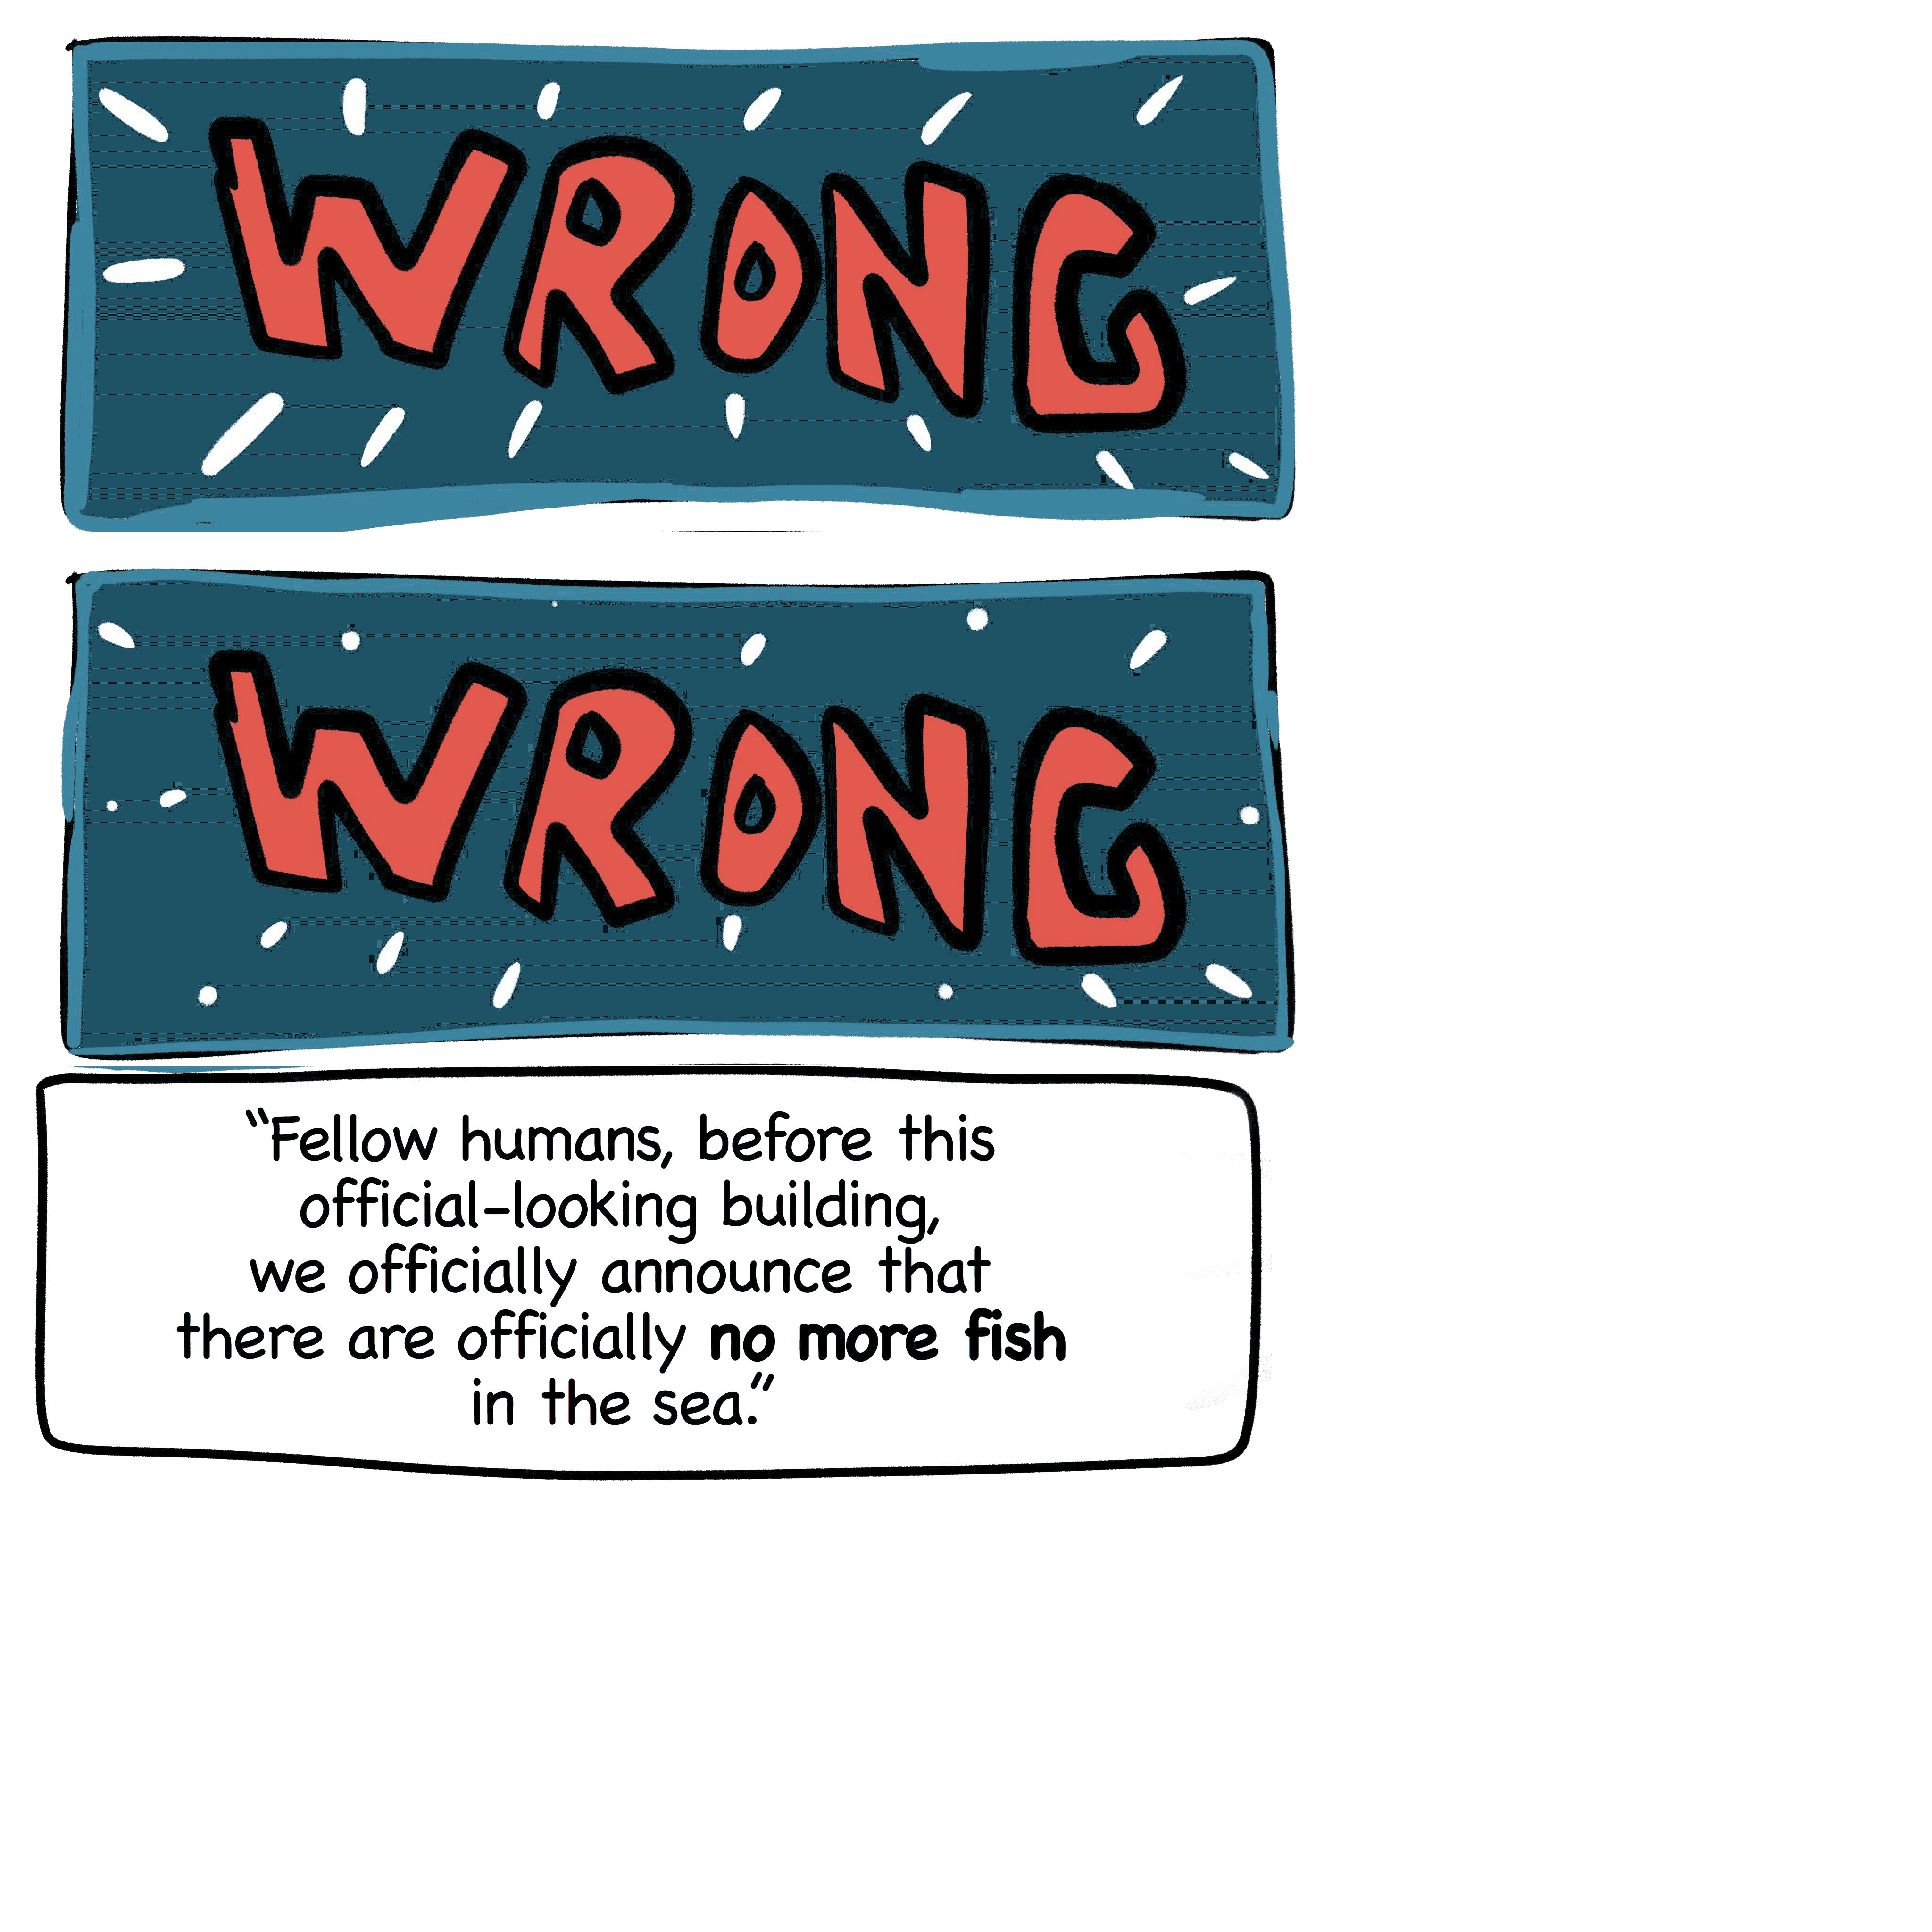 WRONG
WRONG
“Fellow humans, before this
official-looking building,
we officially announce that
there are officially no more fish
in the sea.”